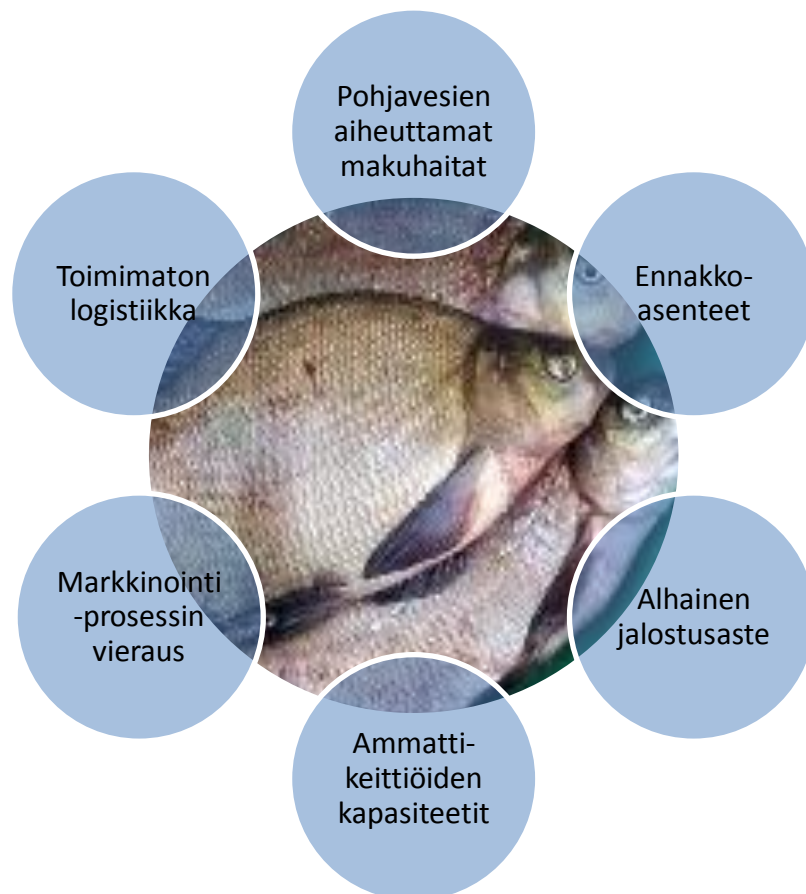 Pohjavesien
aiheuttamat
makuhaitat
Ennakko-
asenteet
Alhainen
jalostusaste
Ammatti-
keittiöiden
kapasiteetit
Markkinointi
-prosessin
vieraus
Toimimaton
logistiikka